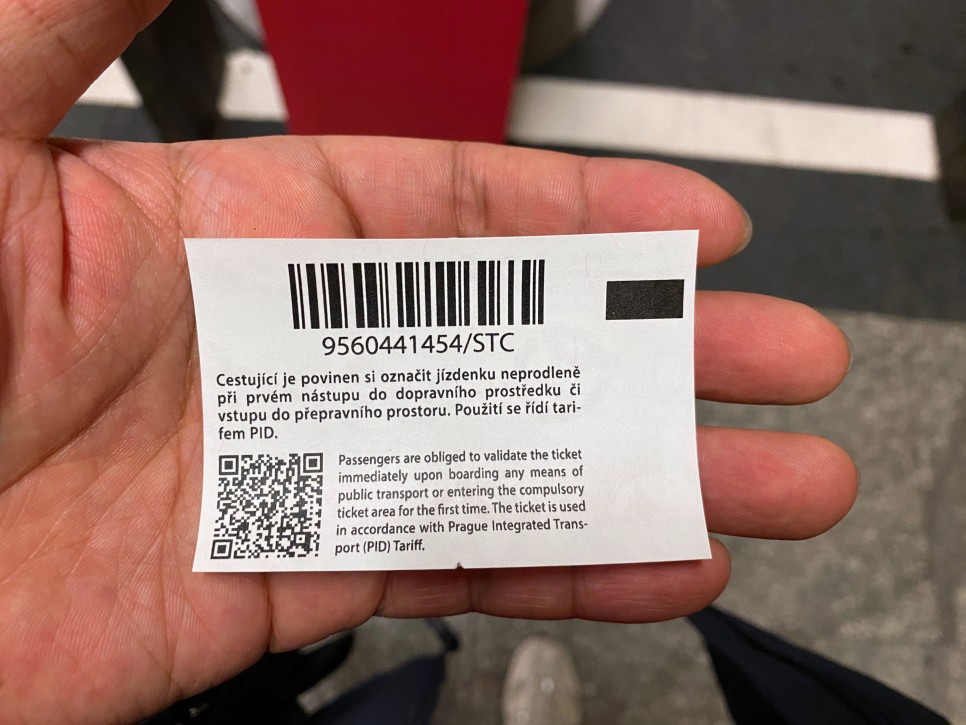 9560441454/STC
Cestující je povinen si označit jízdenku neprodleně
při prvém nástupu do dopravního prostředku či
vstupu do přepravního prostoru. Použití se řídí tari-
fem PID.
Passengers are obliged to validate the ticket
immediately upon boarding any means of
public transport or entering the compulsory
ticket area for the first time. The ticket is used
in accordance with Prague Integrated Trans-
port (PID) Tariff.